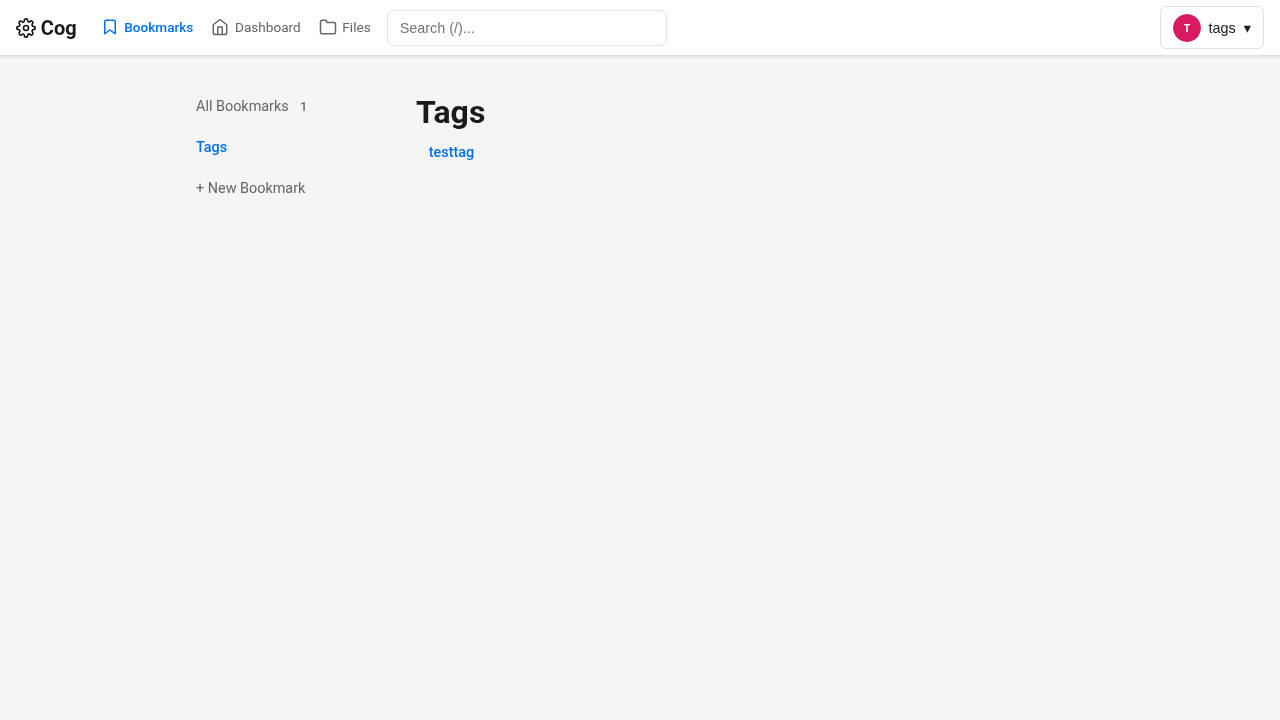 Cog
Bookmarks
Dashboard
Files
Search (/)...
T
tags ▼
All Bookmarks 1
Tags
+ New Bookmark
Tags
testtag